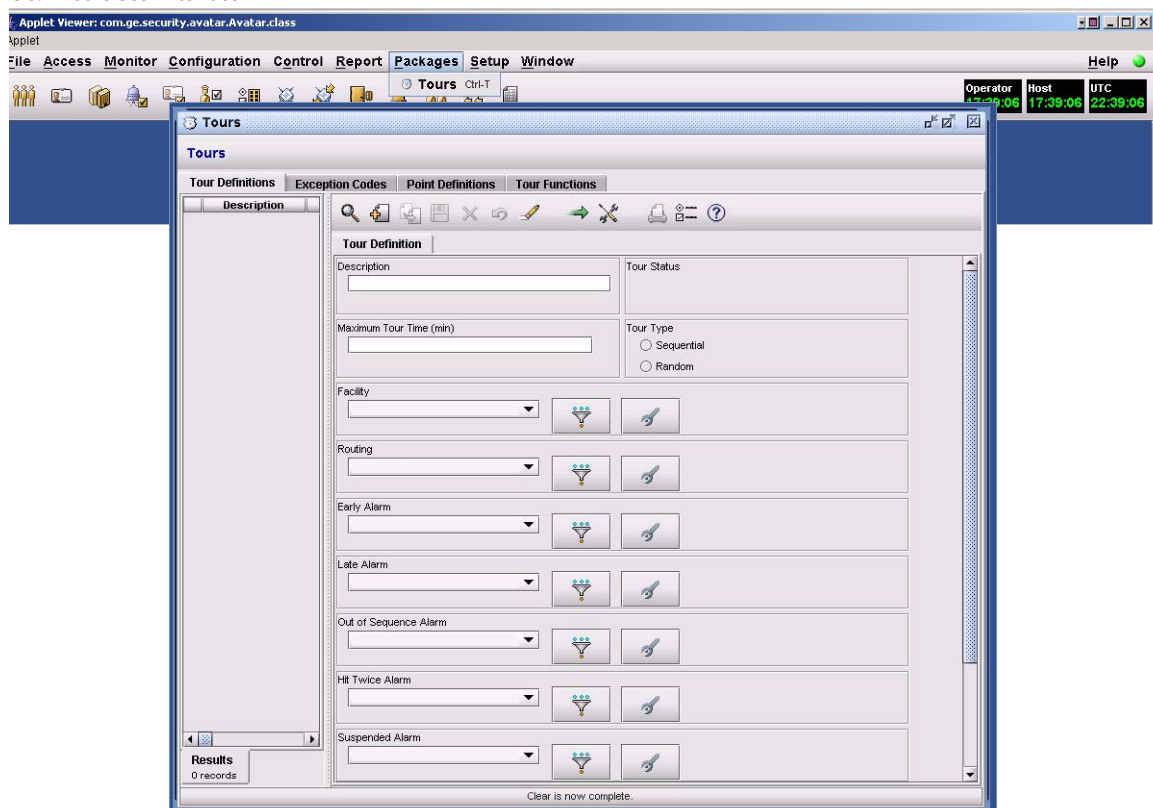 Applet Viewer: com.ge.security.avatar.Avatar.class
Applet
File Access Monitor Configuration Control Report Packages Setup Window Help
Tours Ctrl-T
Operator Host UTC
17:39:06 17:39:06 22:39:06
Tours
Tours
Tour Definitions Exception Codes Point Definitions Tour Functions
Description
Tour Definition
Description Tour Status
Maximum Tour Time (min) Tour Type
Sequential
Random
Facility
Routing
Early Alarm
Late Alarm
Out of Sequence Alarm
Hit Twice Alarm
Suspended Alarm
Results
0 records
Clear is now complete.